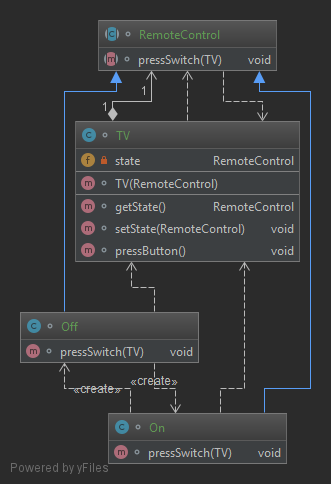 RemoteControl
pressSwitch(TV) void
1
1
TV
state RemoteControl
TV(RemoteControl)
getState() RemoteControl
setState(RemoteControl) void
pressButton() void
Off
pressSwitch(TV) void
«create»
«create»
On
pressSwitch(TV) void
Powered by yFiles